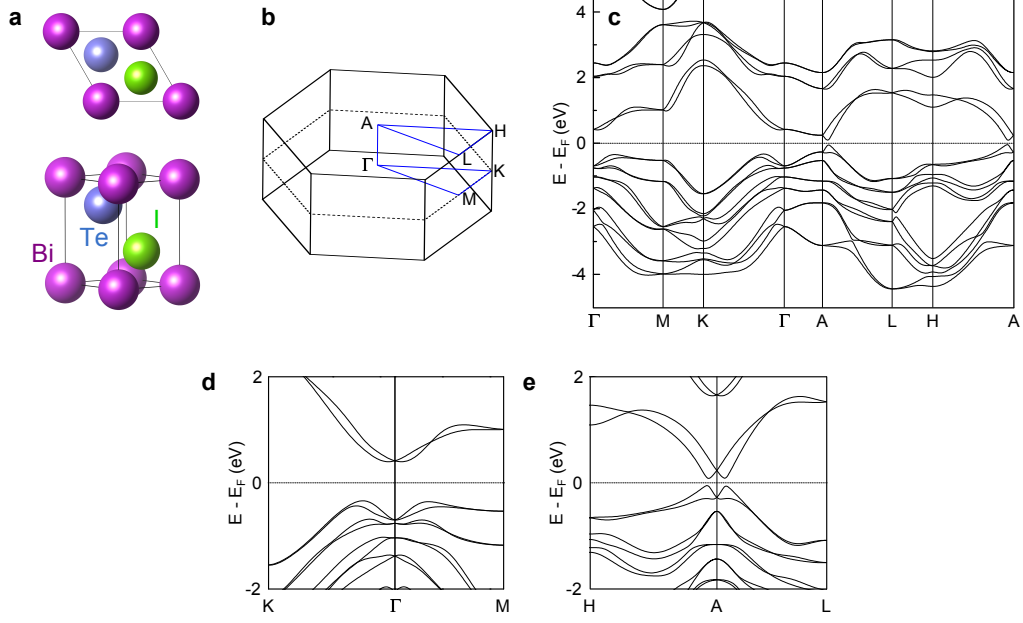 a
Te
I
Bi
b
A
H
Γ
L
K
M
c
E - E_F (eV)
4
2
0
-2
-4
Γ M K Γ A L H A
d
E - E_F (eV)
2
0
-2
K Γ M
e
E - E_F (eV)
2
0
-2
H A L